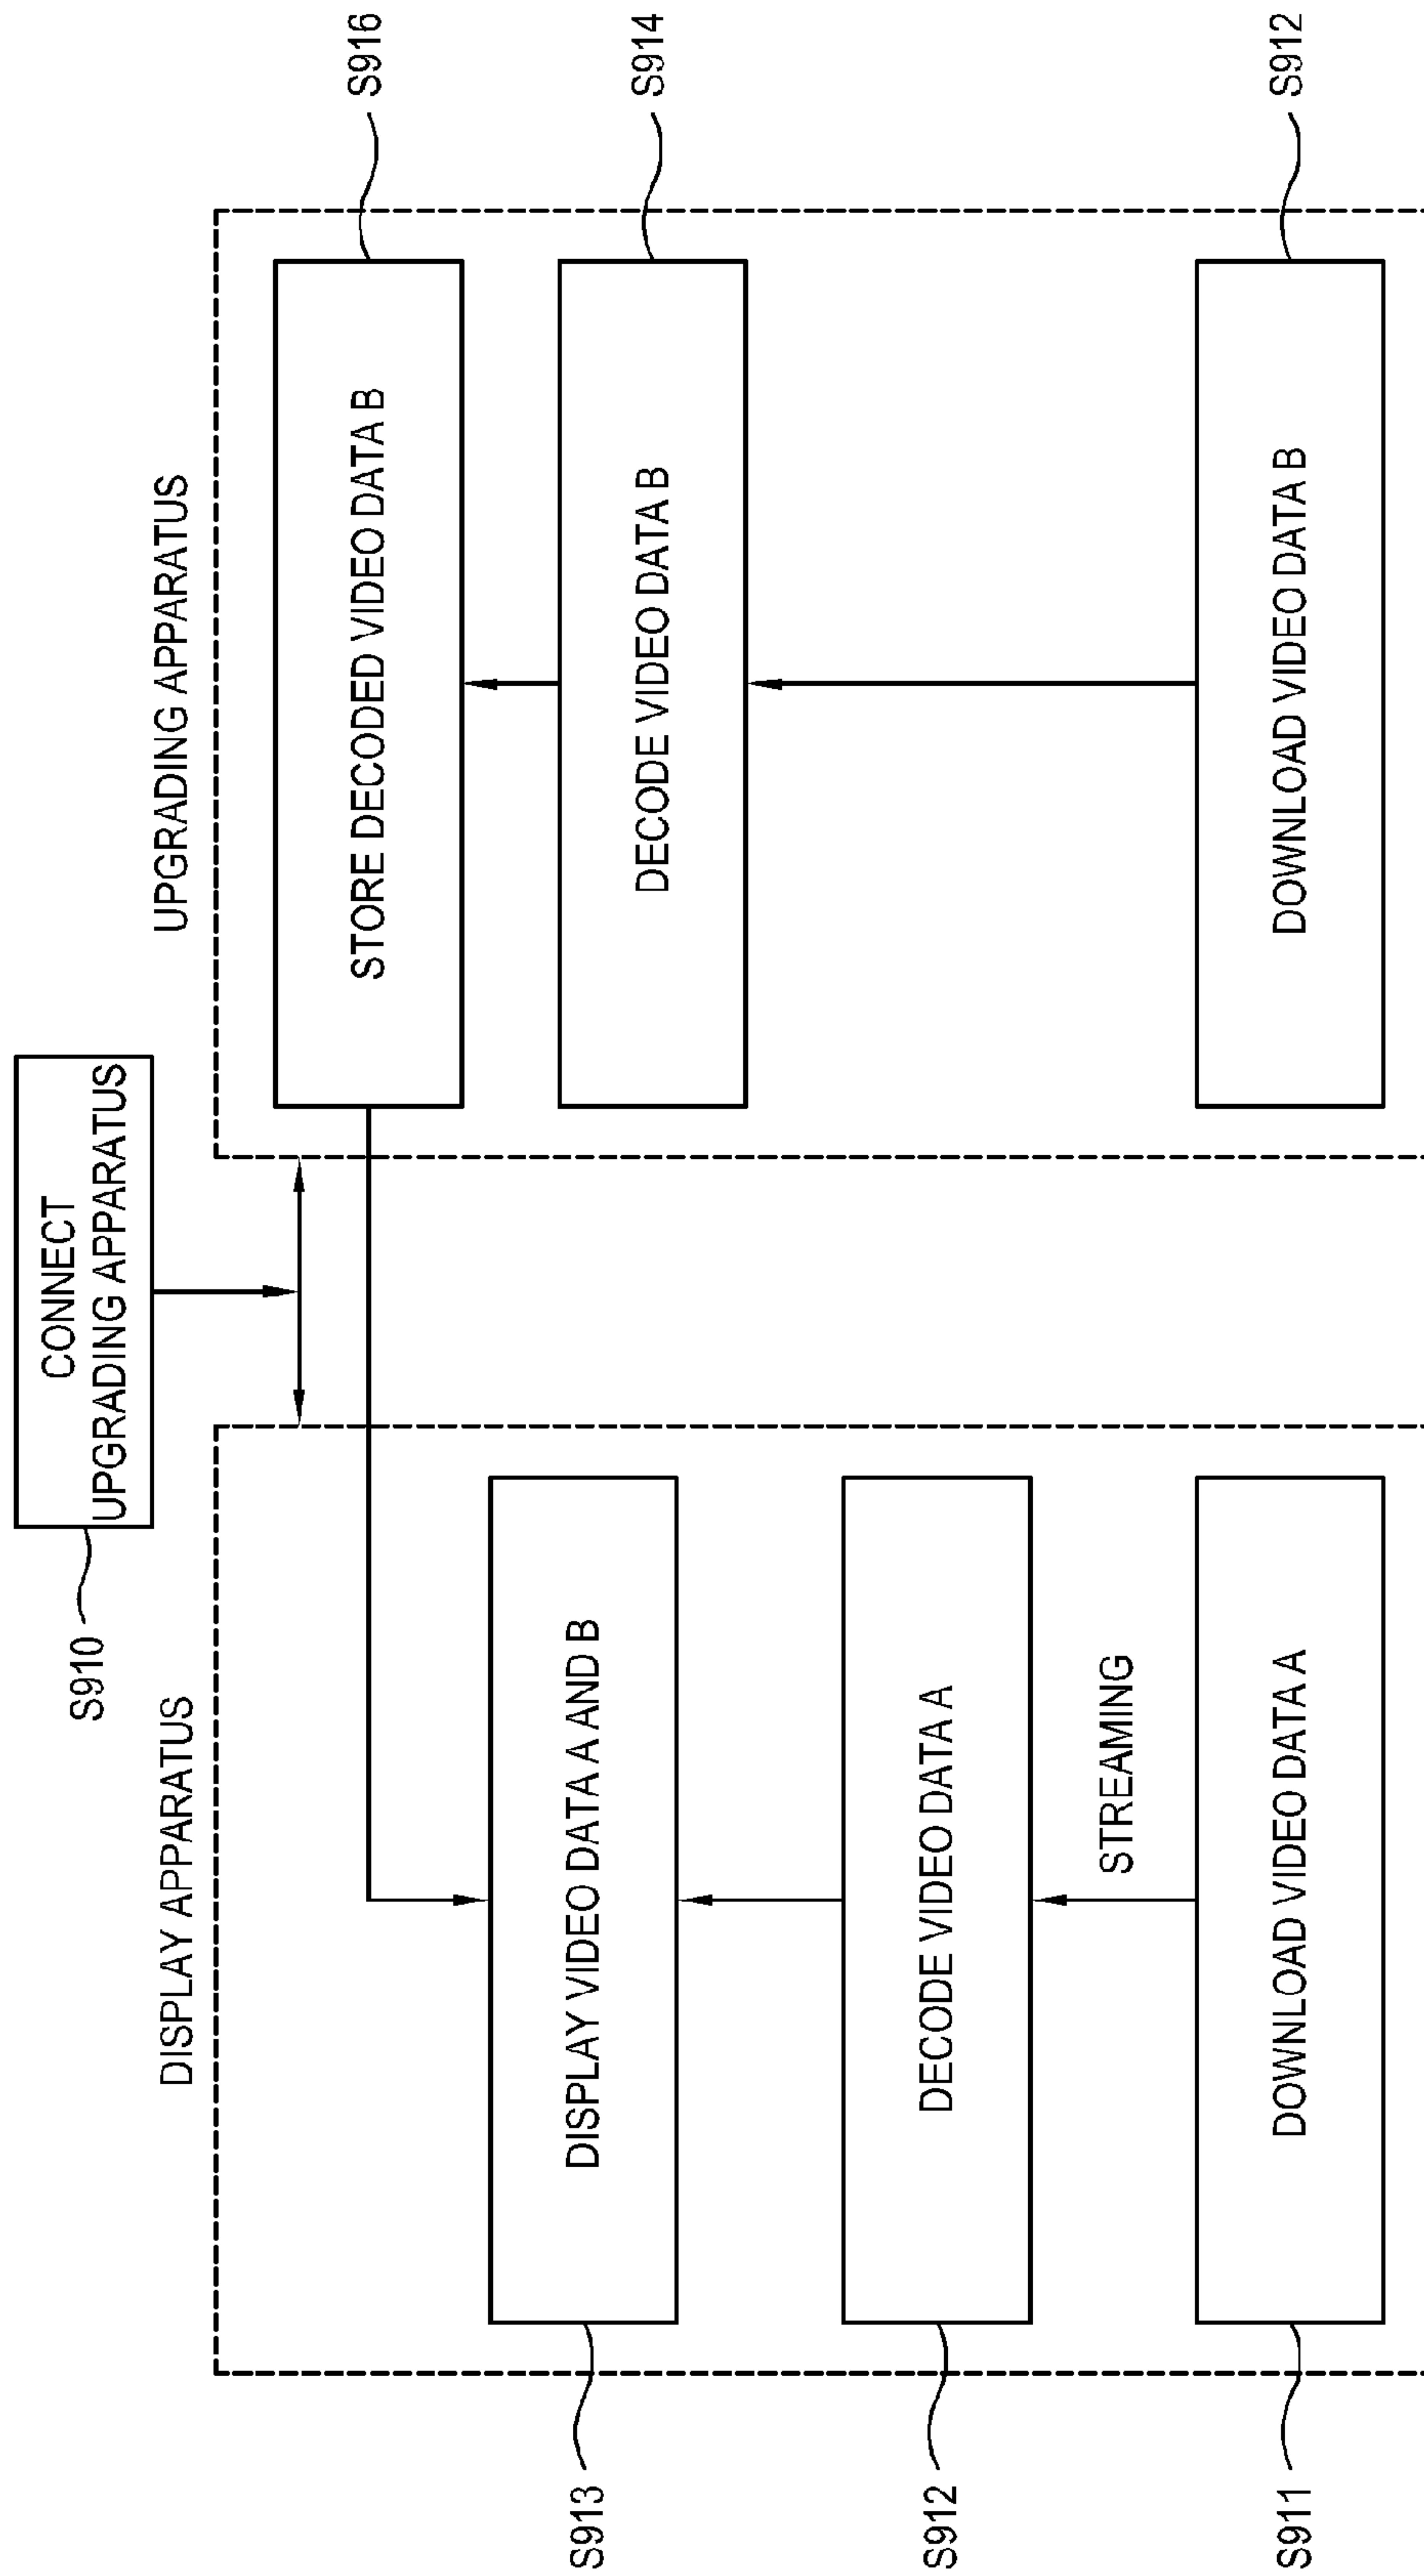 CONNECT
UPGRADING APPARATUS
S910
DISPLAY APPARATUS
UPGRADING APPARATUS
STORE DECODED VIDEO DATA B
S916
DISPLAY VIDEO DATA A AND B
S913
DECODE VIDEO DATA B
S914
DECODE VIDEO DATA A
S912
STREAMING
DOWNLOAD VIDEO DATA A
S911
DOWNLOAD VIDEO DATA B
S912